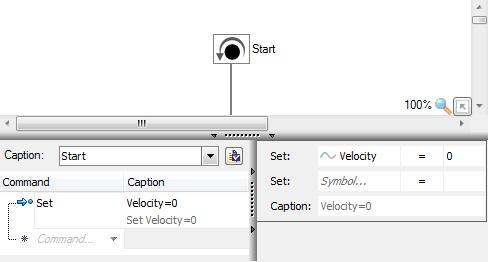 Start
100%
Caption: Start
Command Caption
Set Velocity=0
Set Velocity=0
Command...
Set: Velocity = 0
Set: Symbol... =
Caption: Velocity=0